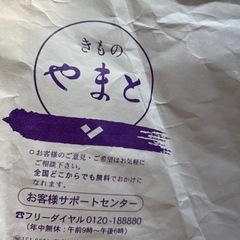 きもの
やまと
●お客様のご意見・ご希望はお気軽に
ご相談下さい。
全国どこからでも無料でおかけに
なれます。
お客様サポートセンター
☎フリーダイヤル0120-188880
(年中無休:午前9時〜午後6時)